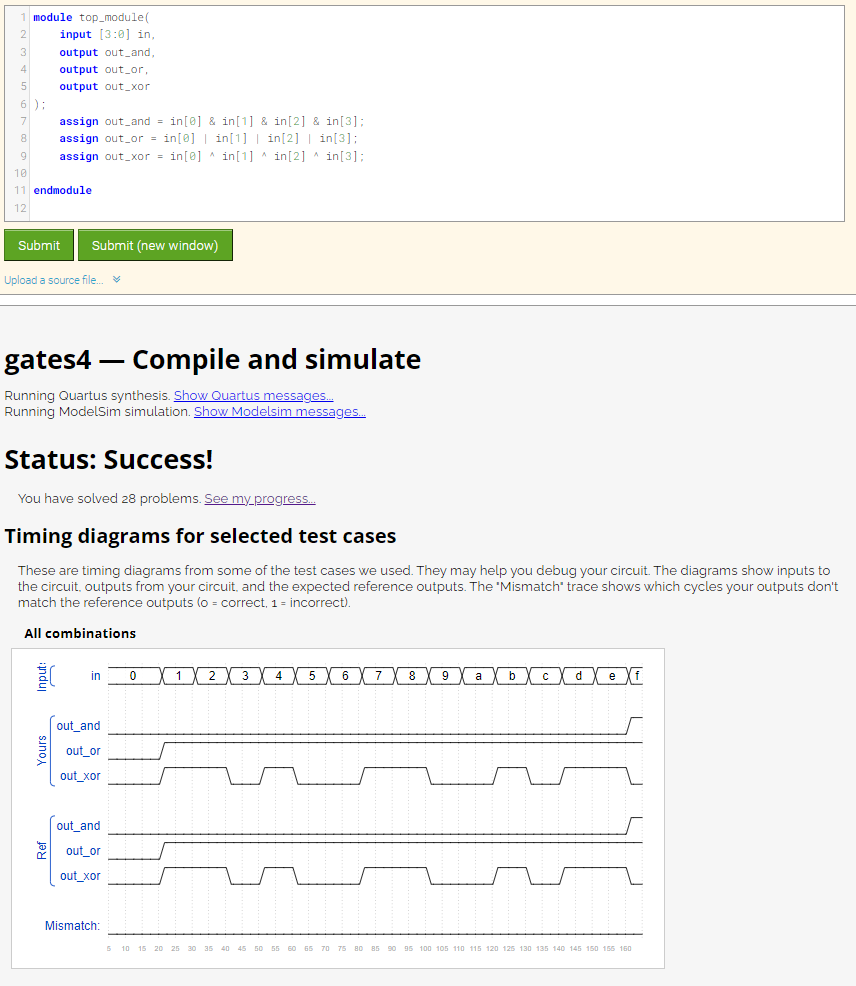 1 module top_module(
2     input [3:0] in,
3     output out_and,
4     output out_or,
5     output out_xor
6 );
7     assign out_and = in[0] & in[1] & in[2] & in[3];
8     assign out_or = in[0] | in[1] | in[2] | in[3];
9     assign out_xor = in[0] ^ in[1] ^ in[2] ^ in[3];
10
11 endmodule
12
Submit Submit (new window)
Upload a source file...
gates4 — Compile and simulate
Running Quartus synthesis. Show Quartus messages...
Running ModelSim simulation. Show Modelsim messages...
Status: Success!
You have solved 28 problems. See my progress...
Timing diagrams for selected test cases
These are timing diagrams from some of the test cases we used. They may help you debug your circuit. The diagrams show inputs to
the circuit, outputs from your circuit, and the expected reference outputs. The "Mismatch" trace shows which cycles your outputs don't
match the reference outputs (0 = correct, 1 = incorrect).
All combinations
Inputs
in 0 1 2 3 4 5 6 7 8 9 a b c d e f
Yours
out_and
out_or
out_xor
Ref
out_and
out_or
out_xor
Mismatch:
5 10 15 20 25 30 35 40 45 50 55 60 65 70 75 80 85 90 95 100 105 110 115 120 125 130 135 140 145 150 155 160